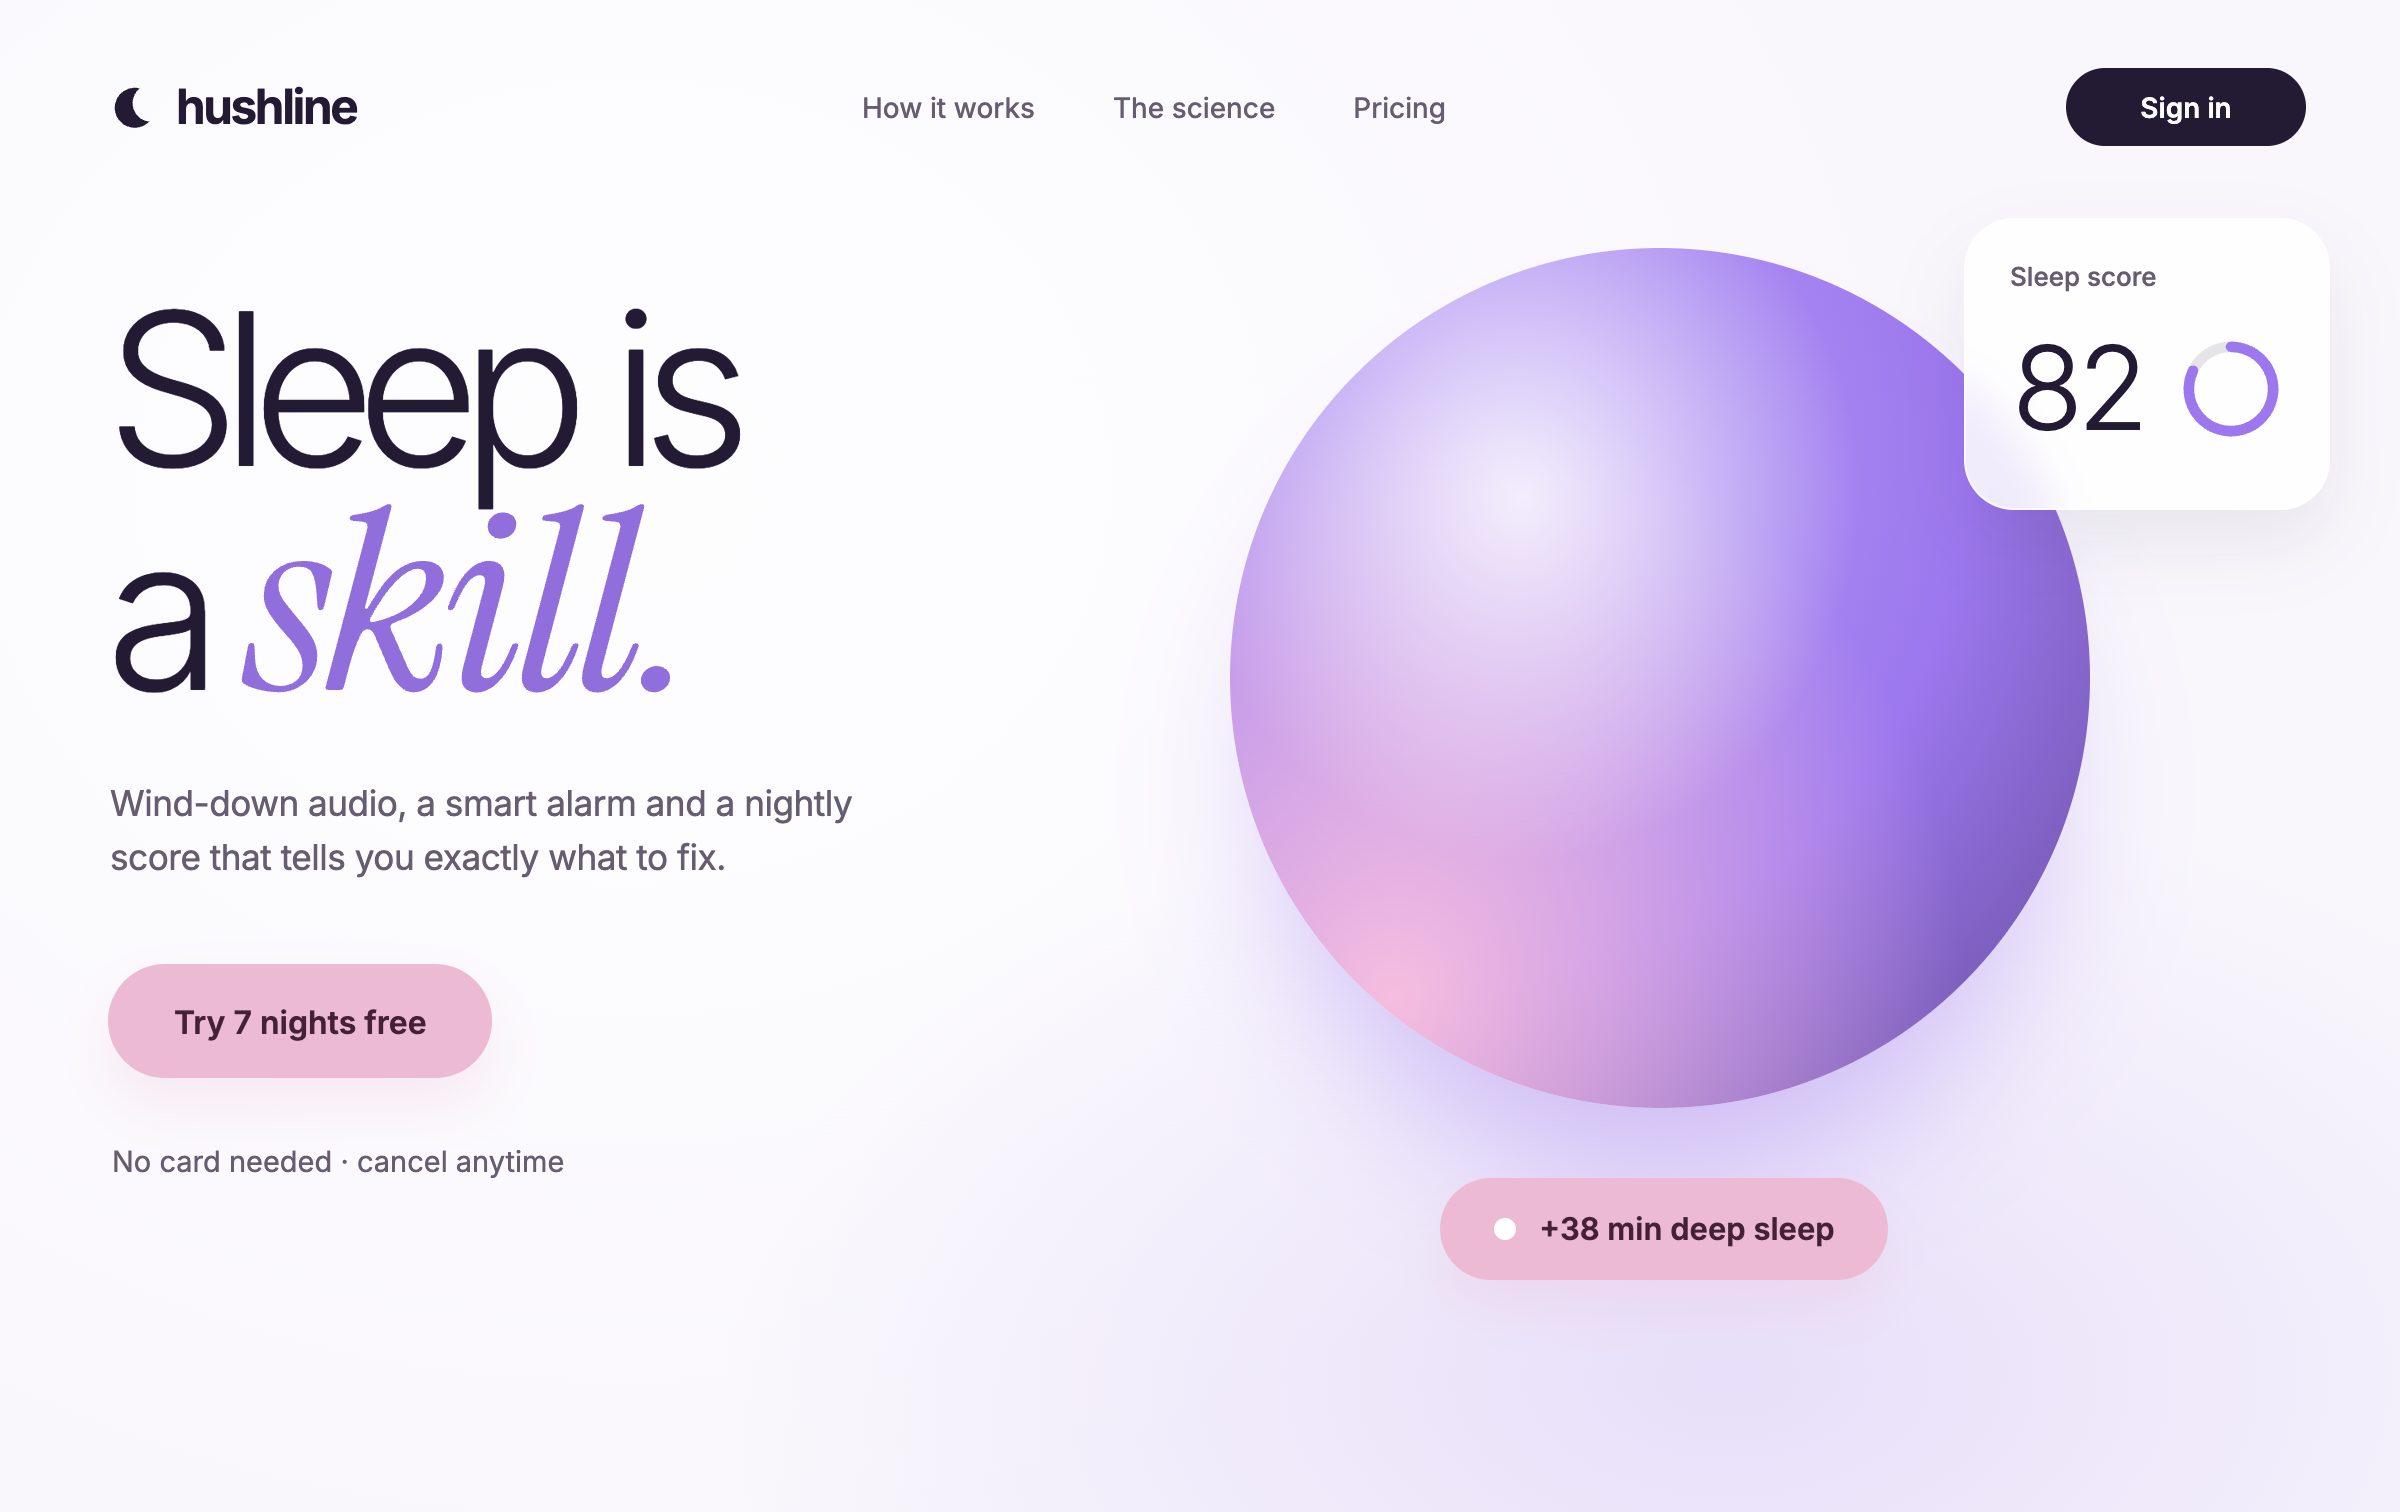 hushline
How it works
The science
Pricing
Sign in
Sleep is
a skill.
Wind-down audio, a smart alarm and a nightly
score that tells you exactly what to fix.
Try 7 nights free
No card needed · cancel anytime
Sleep score
82
+38 min deep sleep